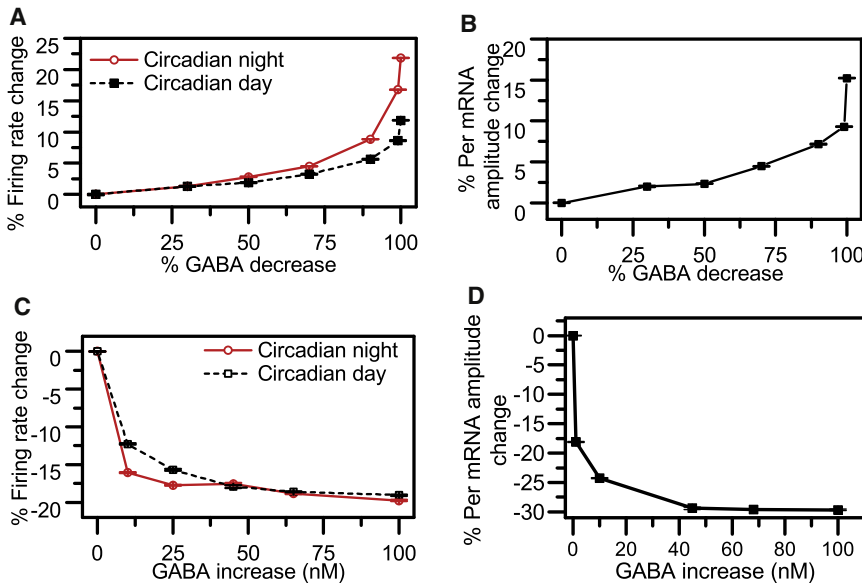 A
% Firing rate change
25
20
15
10
5
0
Circadian night
Circadian day
0 25 50 75 100
% GABA decrease
B
% Per mRNA
amplitude change
20
15
10
5
0
0 25 50 75 100
% GABA decrease
C
% Firing rate change
0
-5
-10
-15
-20
Circadian night
Circadian day
0 25 50 75 100
GABA increase (nM)
D
% Per mRNA amplitude
change
0
-5
-10
-15
-20
-25
-30
0 20 40 60 80 100
GABA increase (nM)